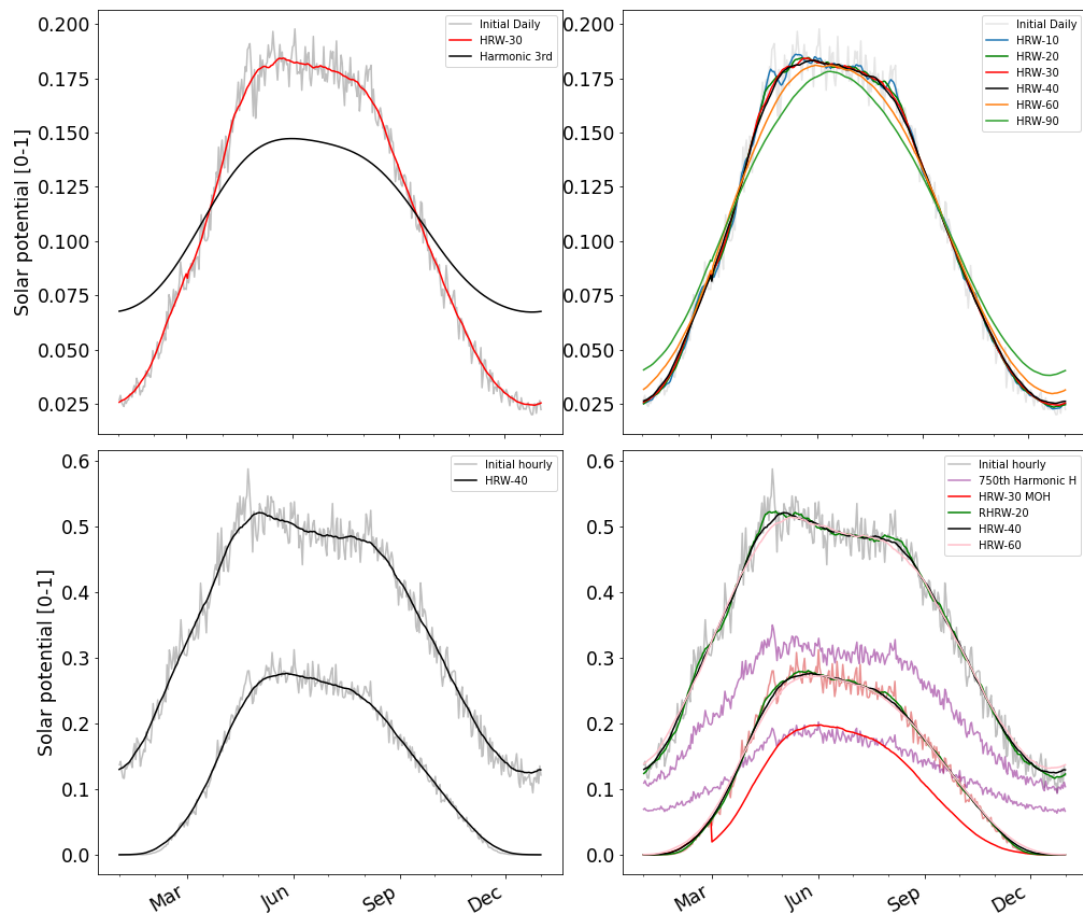 Solar potential [0-1]
0.200
0.175
0.150
0.125
0.100
0.075
0.050
0.025
Initial Daily
HRW-30
Harmonic 3rd
0.200
0.175
0.150
0.125
0.100
0.075
0.050
0.025
Initial Daily
HRW-10
HRW-20
HRW-30
HRW-40
HRW-60
HRW-90
Solar potential [0-1]
0.6
0.5
0.4
0.3
0.2
0.1
0.0
Initial hourly
HRW-40
Mar Jun Sep Dec
0.6
0.5
0.4
0.3
0.2
0.1
0.0
Initial hourly
750th Harmonic H
HRW-30 MOH
RHRW-20
HRW-40
HRW-60
Mar Jun Sep Dec